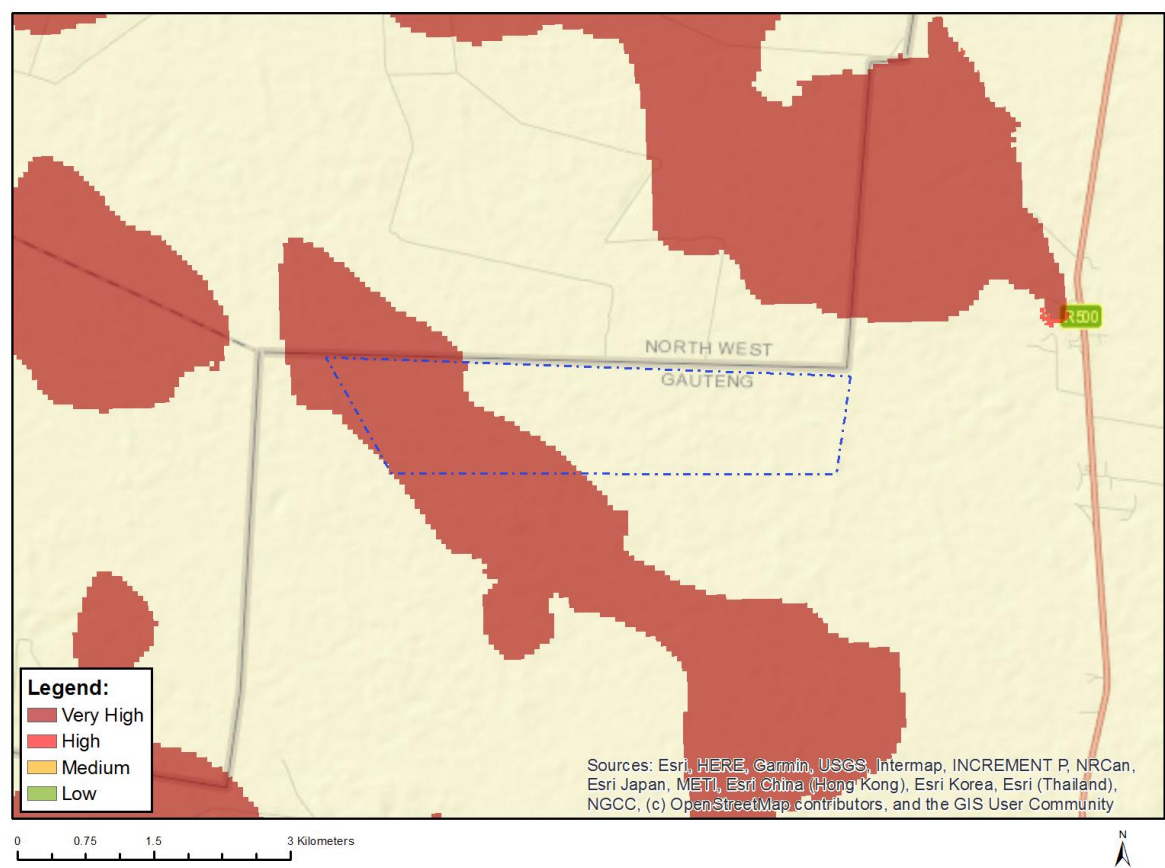 NORTH WEST
GAUTENG
R500
Legend:
Very High
High
Medium
Low
Sources: Esri, HERE, Garmin, USGS, Intermap, INCREMENT P, NRCan,
Esri Japan, METI, Esri China (Hong Kong), Esri Korea, Esri (Thailand),
NGCC, (c) OpenStreetMap contributors, and the GIS User Community
0 0.75 1.5 3 Kilometers
N